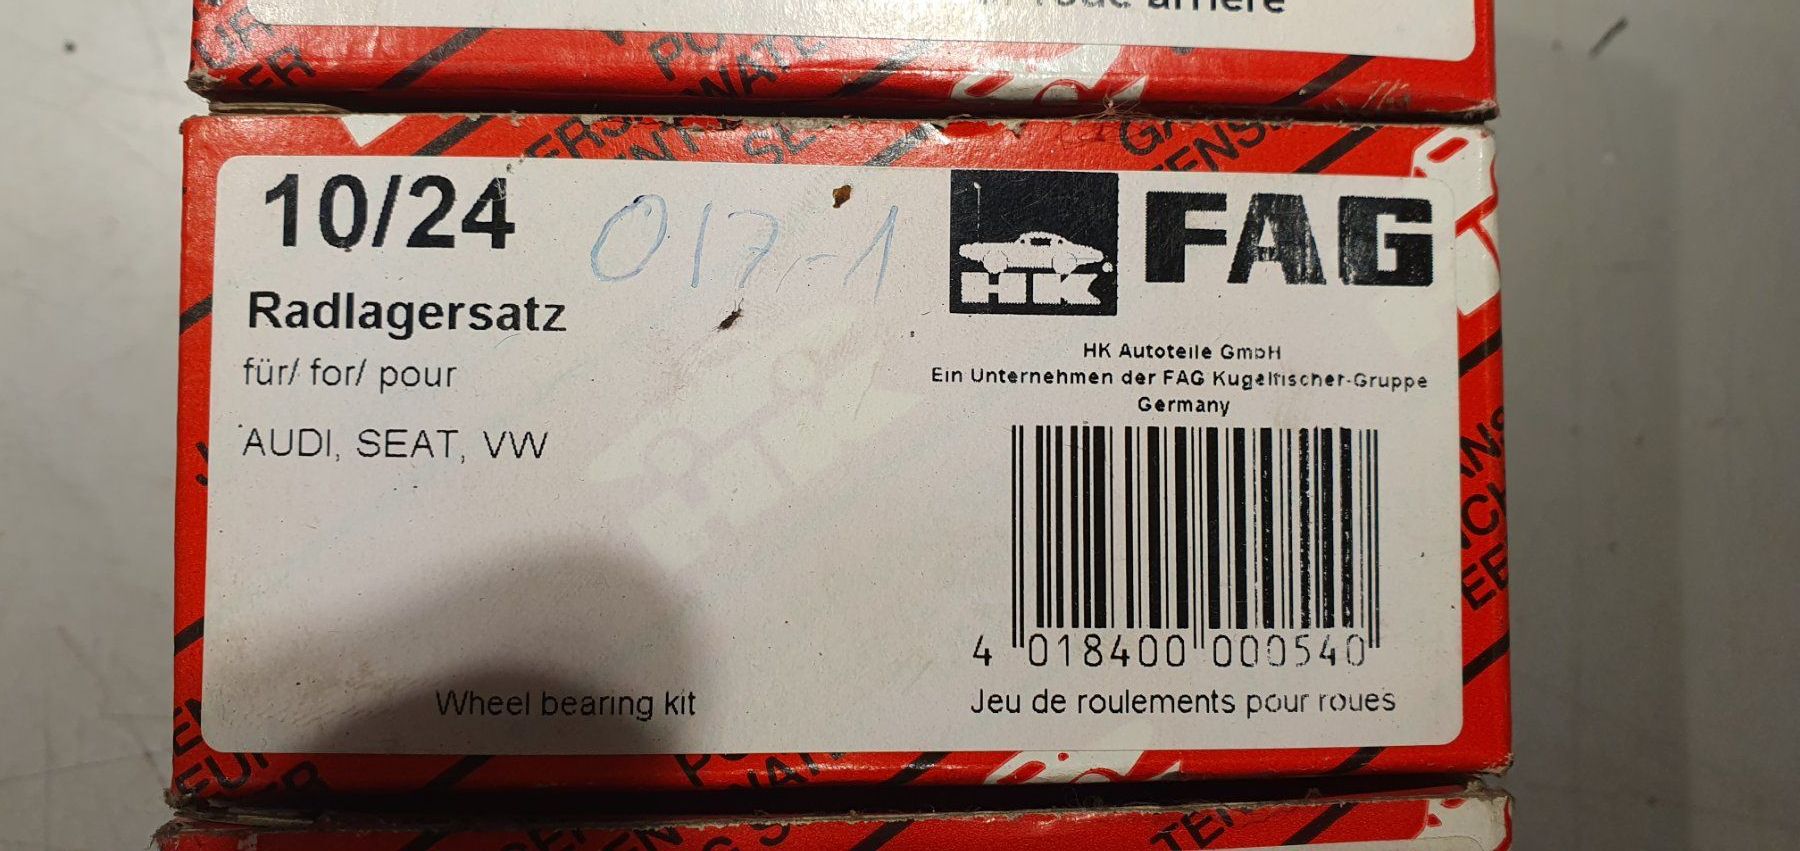 arrière
10/24
017-1
HK
FAG
Radlagersatz
für/ for/ pour
AUDI, SEAT, VW
HK Autoteile GmbH
Ein Unternehmen der FAG Kugelfischer-Gruppe
Germany
4 018400 000540
Wheel bearing kit
Jeu de roulements pour roues